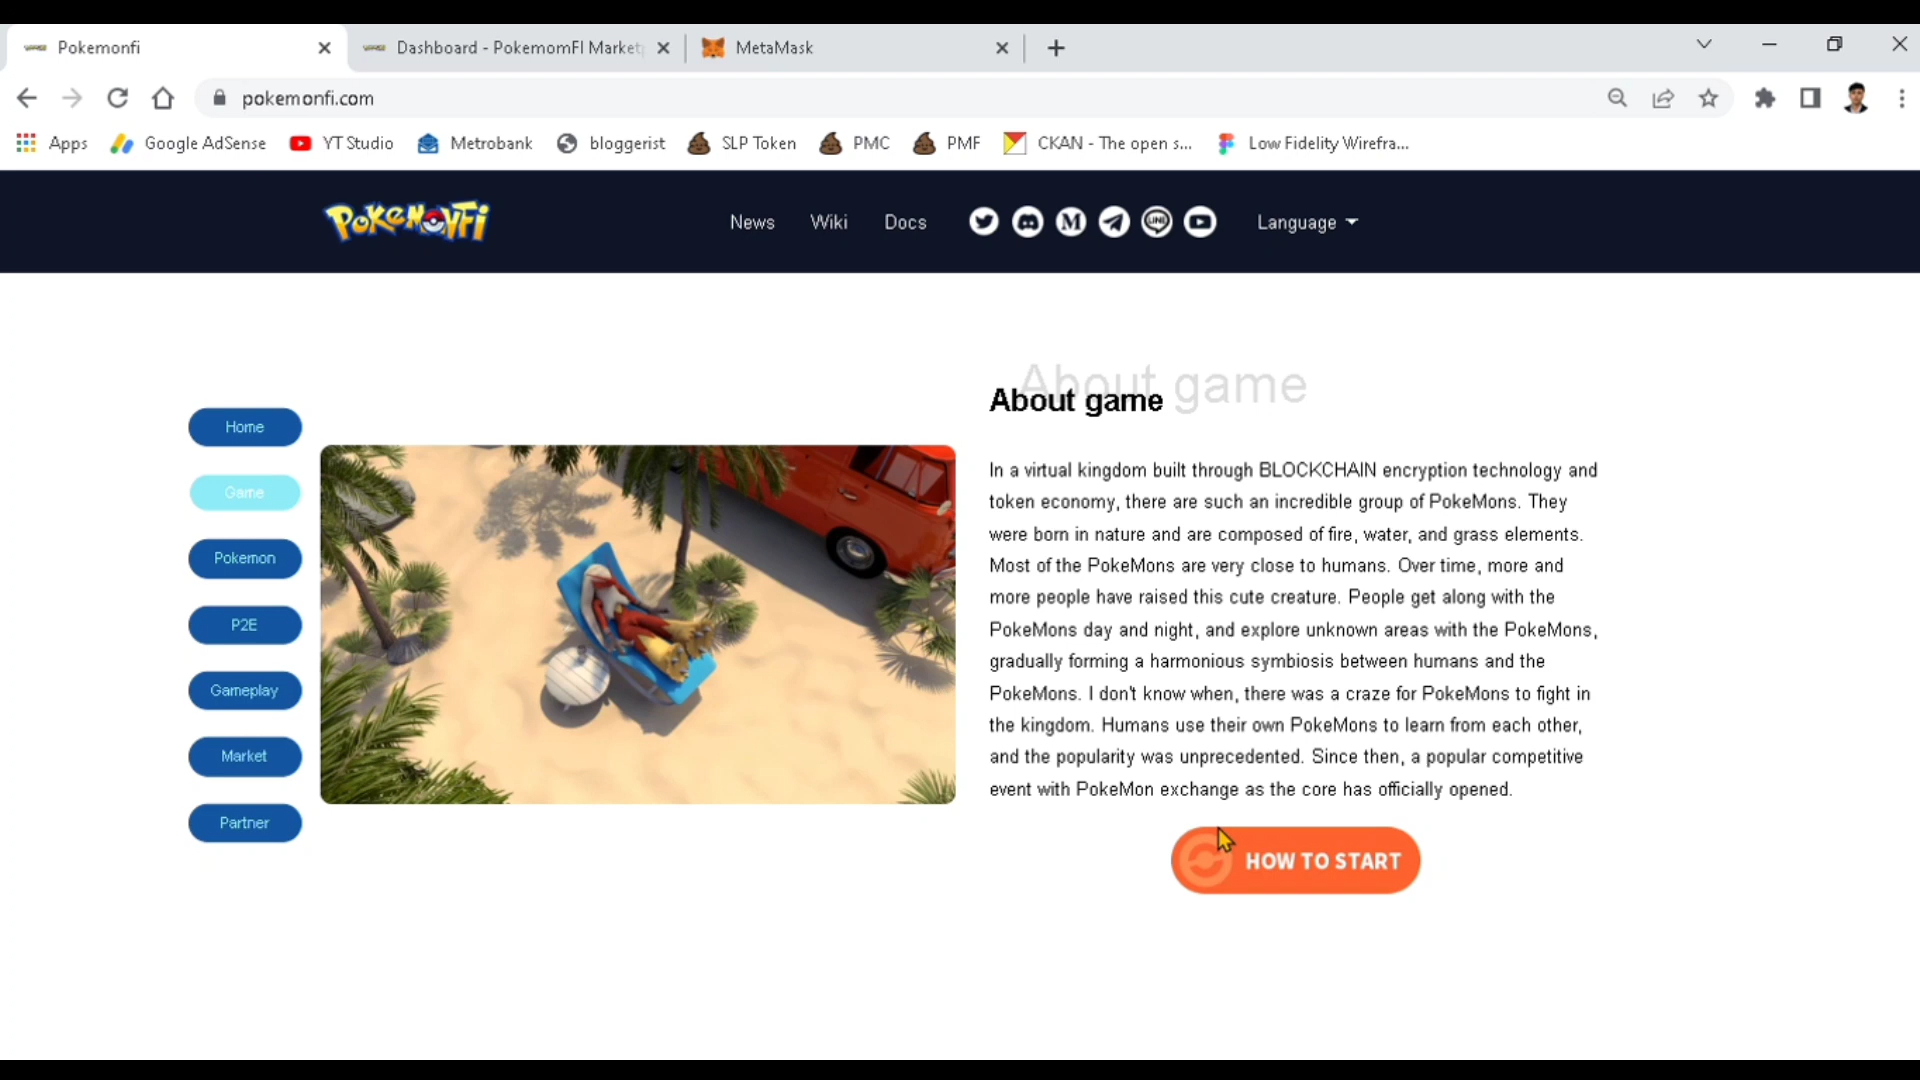 Pokemonfi
Dashboard - PokemomFI Market
MetaMask
pokemonfi.com
Apps
Google AdSense
YT Studio
Metrobank
bloggerist
SLP Token
PMC
PMF
CKAN - The open s...
Low Fidelity Wirefra...
POKEMONFi
News
Wiki
Docs
M
LINE
Language
Home
Game
Pokemon
P2E
Gameplay
Market
Partner
About game
About game
In a virtual kingdom built through BLOCKCHAIN encryption technology and
token economy, there are such an incredible group of PokeMons. They
were born in nature and are composed of fire, water, and grass elements.
Most of the PokeMons are very close to humans. Over time, more and
more people have raised this cute creature. People get along with the
PokeMons day and night, and explore unknown areas with the PokeMons,
gradually forming a harmonious symbiosis between humans and the
PokeMons. I don't know when, there was a craze for PokeMons to fight in
the kingdom. Humans use their own PokeMons to learn from each other,
and the popularity was unprecedented. Since then, a popular competitive
event with PokeMon exchange as the core has officially opened.
HOW TO START